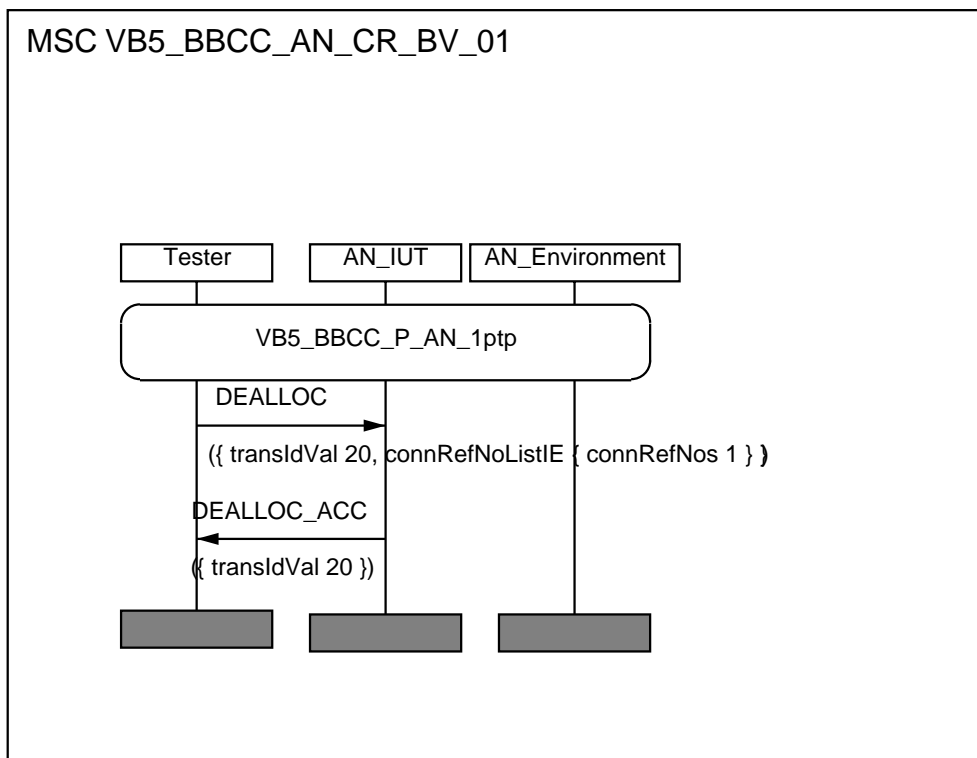 MSC VB5_BBCC_AN_CR_BV_01
Tester AN_IUT AN_Environment
VB5_BBCC_P_AN_1ptp
DEALLOC
({ transIdVal 20, connRefNoListIE { connRefNos 1 } })
DEALLOC_ACC
({ transIdVal 20 })